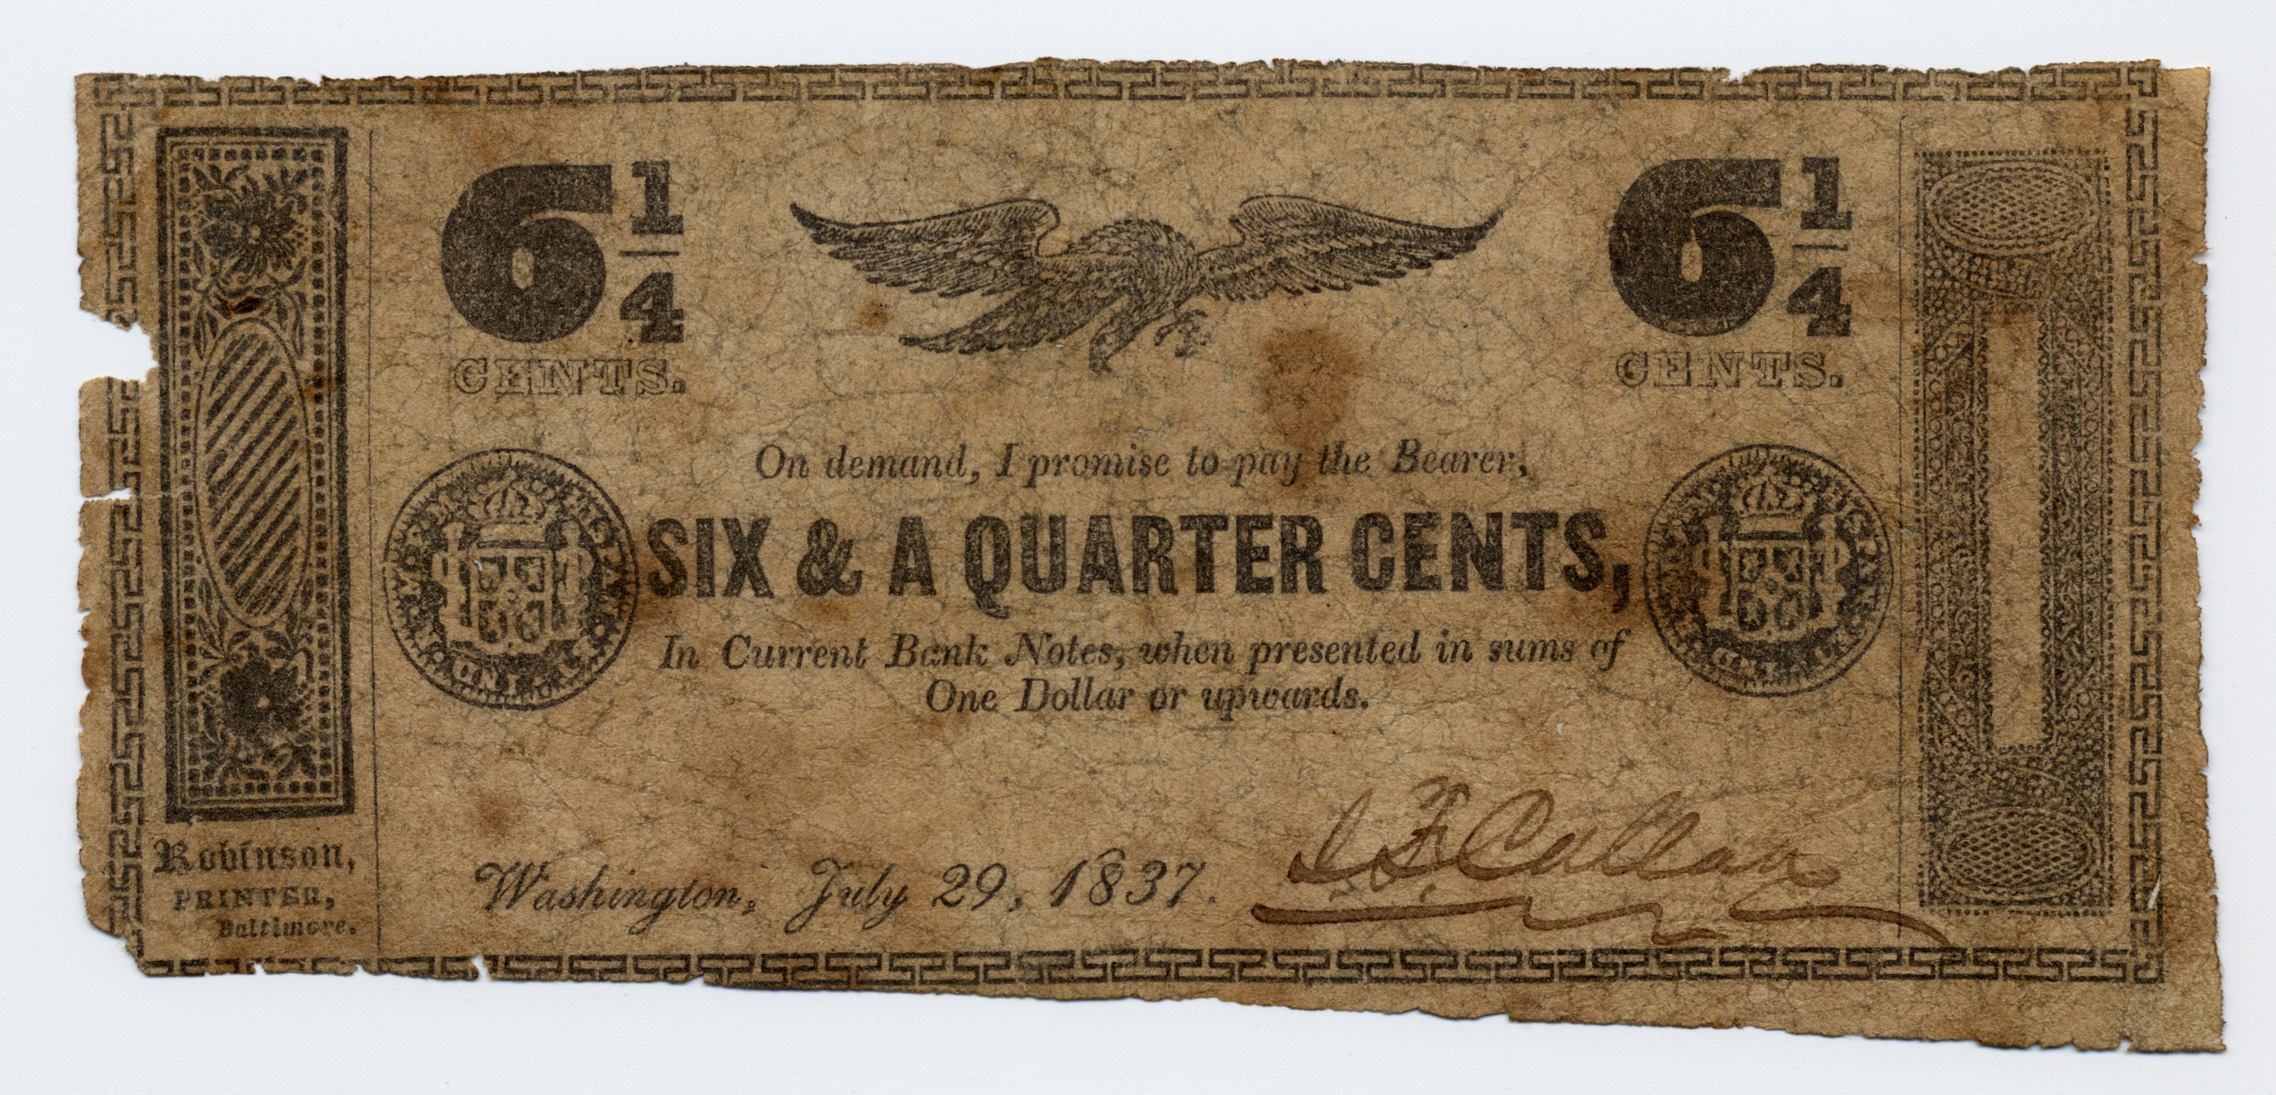 6 1/4 CENTS.
6 1/4 CENTS.
On demand, I promise to pay the Bearer,
SIX & A QUARTER CENTS,
In Current Bank Notes, when presented in sums of
One Dollar or upwards.
Washington, July 29, 1837.
Callan
Robinson,
PRINTER,
Baltimore.